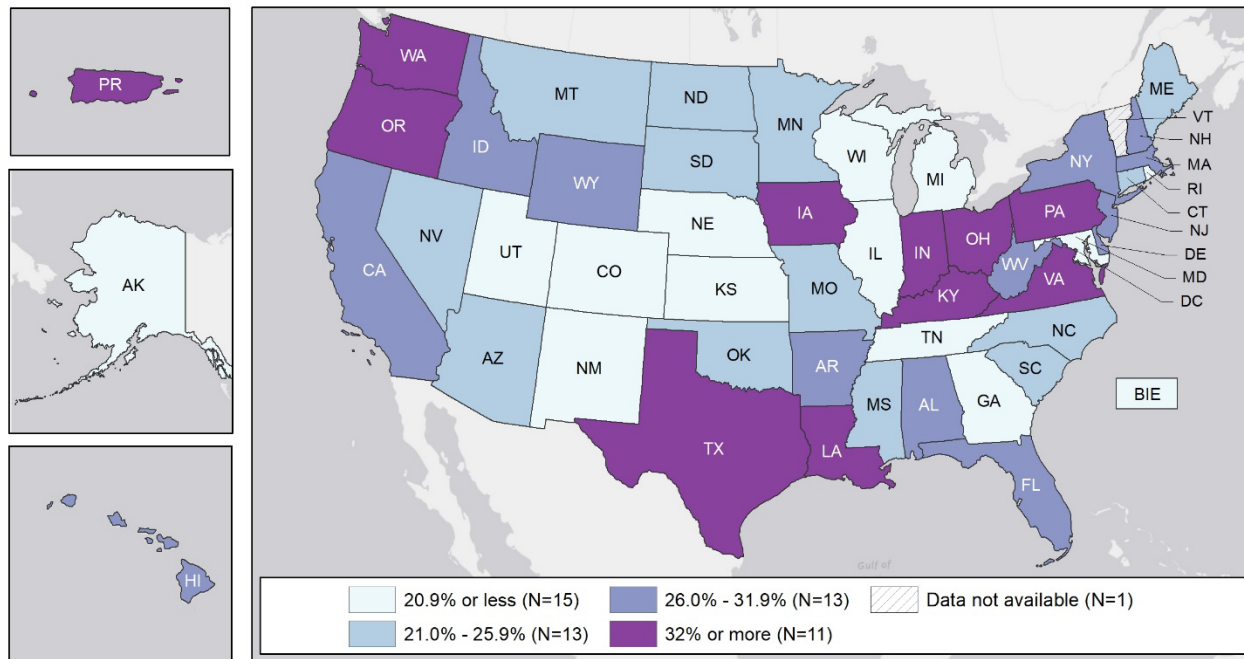 PR
AK
HI
WA
OR
CA
NV
ID
MT
WY
UT
AZ
CO
NM
ND
SD
NE
KS
OK
TX
MN
IA
MO
AR
LA
WI
IL
MI
IN
OH
KY
TN
MS
AL
GA
FL
SC
NC
VA
WV
PA
NY
ME
VT
NH
MA
RI
CT
NJ
DE
MD
DC
BIE
Gulf of
20.9% or less (N=15)
26.0% - 31.9% (N=13)
Data not available (N=1)
21.0% - 25.9% (N=13)
32% or more (N=11)